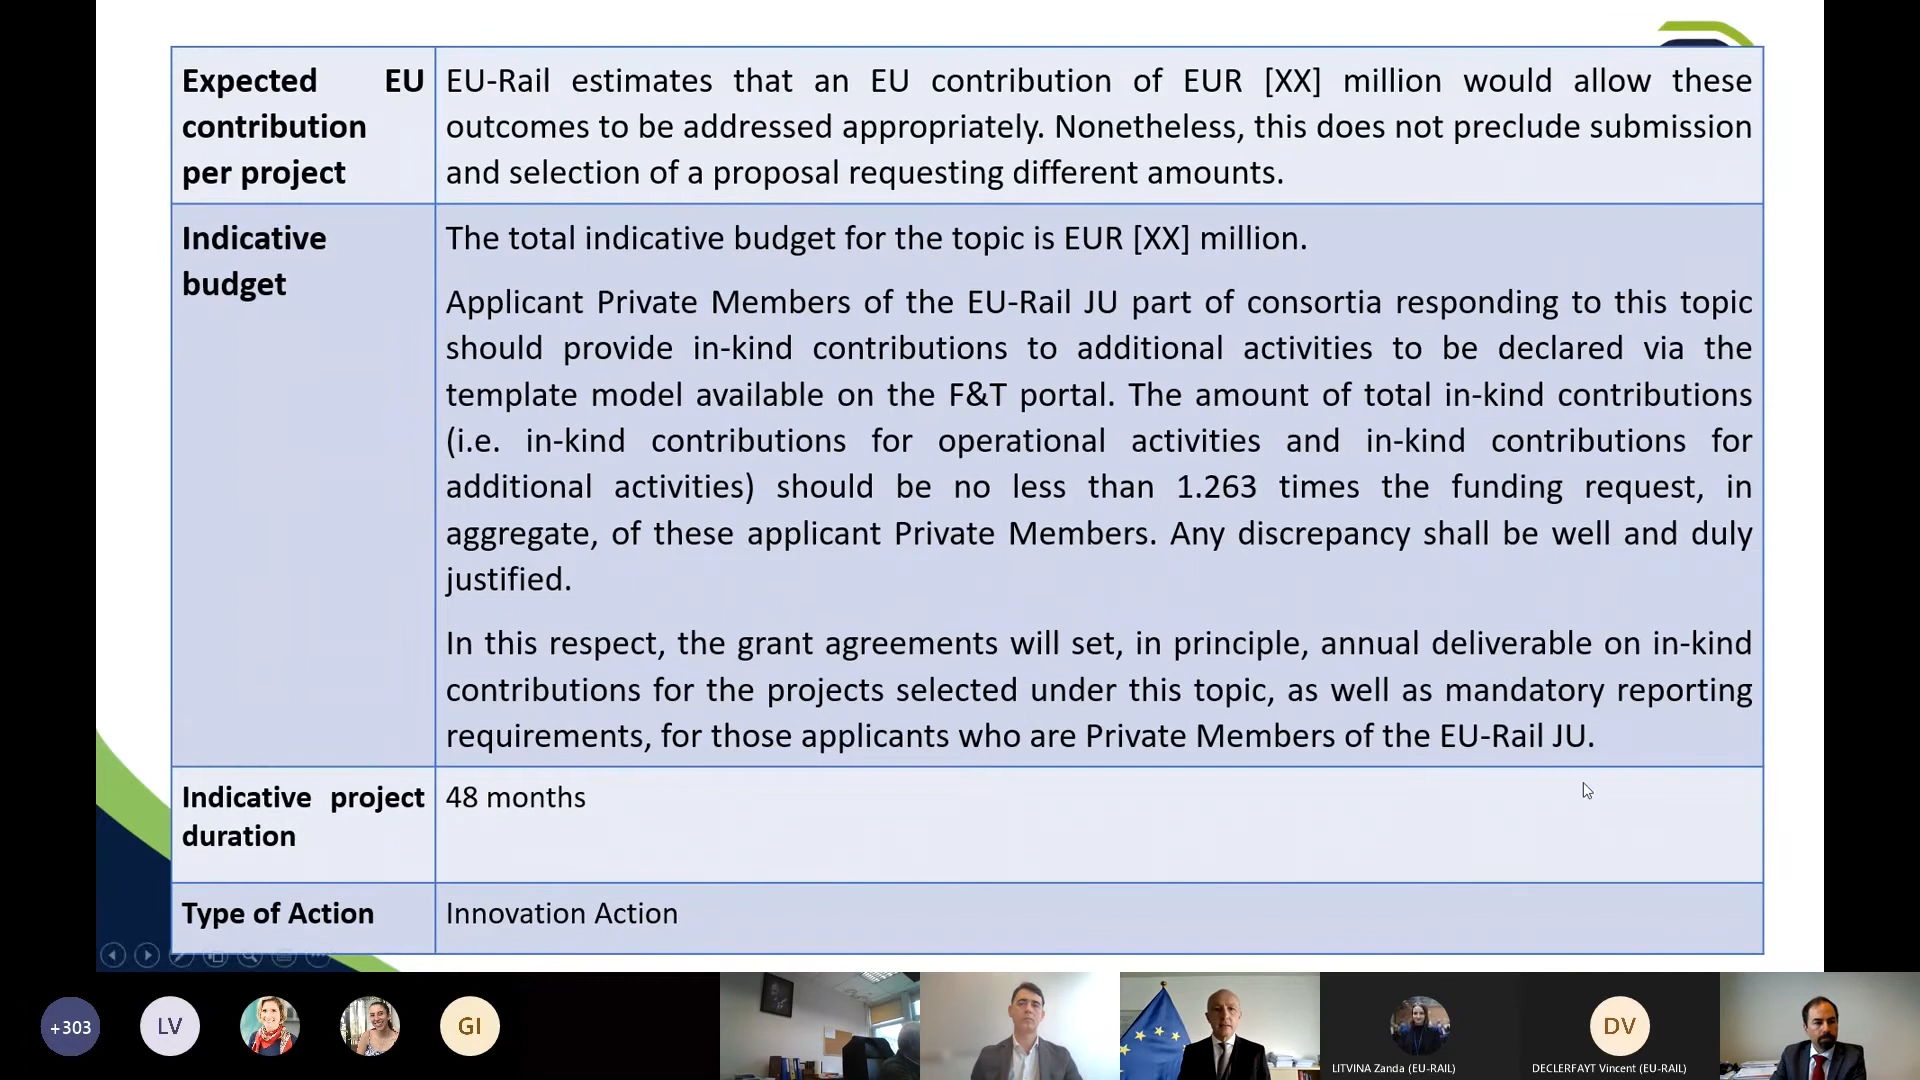 Expected EU
contribution
per project
EU-Rail estimates that an EU contribution of EUR [XX] million would allow these
outcomes to be addressed appropriately. Nonetheless, this does not preclude submission
and selection of a proposal requesting different amounts.
Indicative
budget
The total indicative budget for the topic is EUR [XX] million.
Applicant Private Members of the EU-Rail JU part of consortia responding to this topic
should provide in-kind contributions to additional activities to be declared via the
template model available on the F&T portal. The amount of total in-kind contributions
(i.e. in-kind contributions for operational activities and in-kind contributions for
additional activities) should be no less than 1.263 times the funding request, in
aggregate, of these applicant Private Members. Any discrepancy shall be well and duly
justified.
In this respect, the grant agreements will set, in principle, annual deliverable on in-kind
contributions for the projects selected under this topic, as well as mandatory reporting
requirements, for those applicants who are Private Members of the EU-Rail JU.
Indicative project
duration
48 months
Type of Action
Innovation Action
+303
LV
GI
LITVINA Zanda (EU-RAIL)
DV
DECLERFAYT Vincent (EU-RAIL)